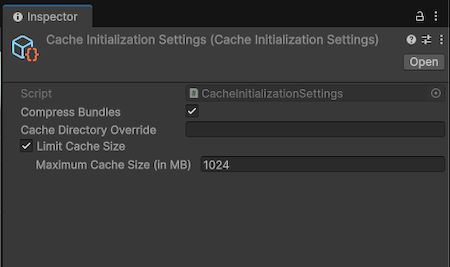 Inspector
Cache Initialization Settings (Cache Initialization Settings)
Open
Script CacheInitializationSettings
Compress Bundles
Cache Directory Override
Limit Cache Size
Maximum Cache Size (in MB) 1024